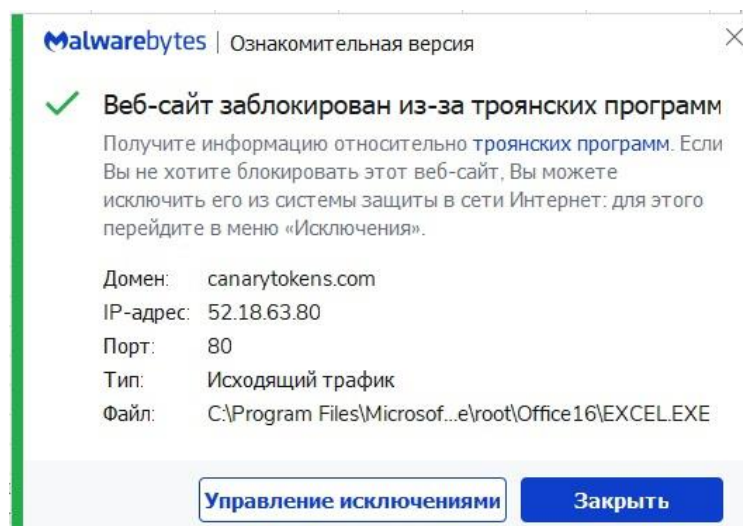 Malwarebytes | Ознакомительная версия
Веб-сайт заблокирован из-за троянских программ
Получите информацию относительно троянских программ. Если
Вы не хотите блокировать этот веб-сайт, Вы можете
исключить его из системы защиты в сети Интернет: для этого
перейдите в меню «Исключения».
Домен: canarytokens.com
IP-адрес: 52.18.63.80
Порт: 80
Тип: Исходящий трафик
Файл: C:\Program Files\Microsof...e\root\Office16\EXCEL.EXE
Управление исключениями Закрыть